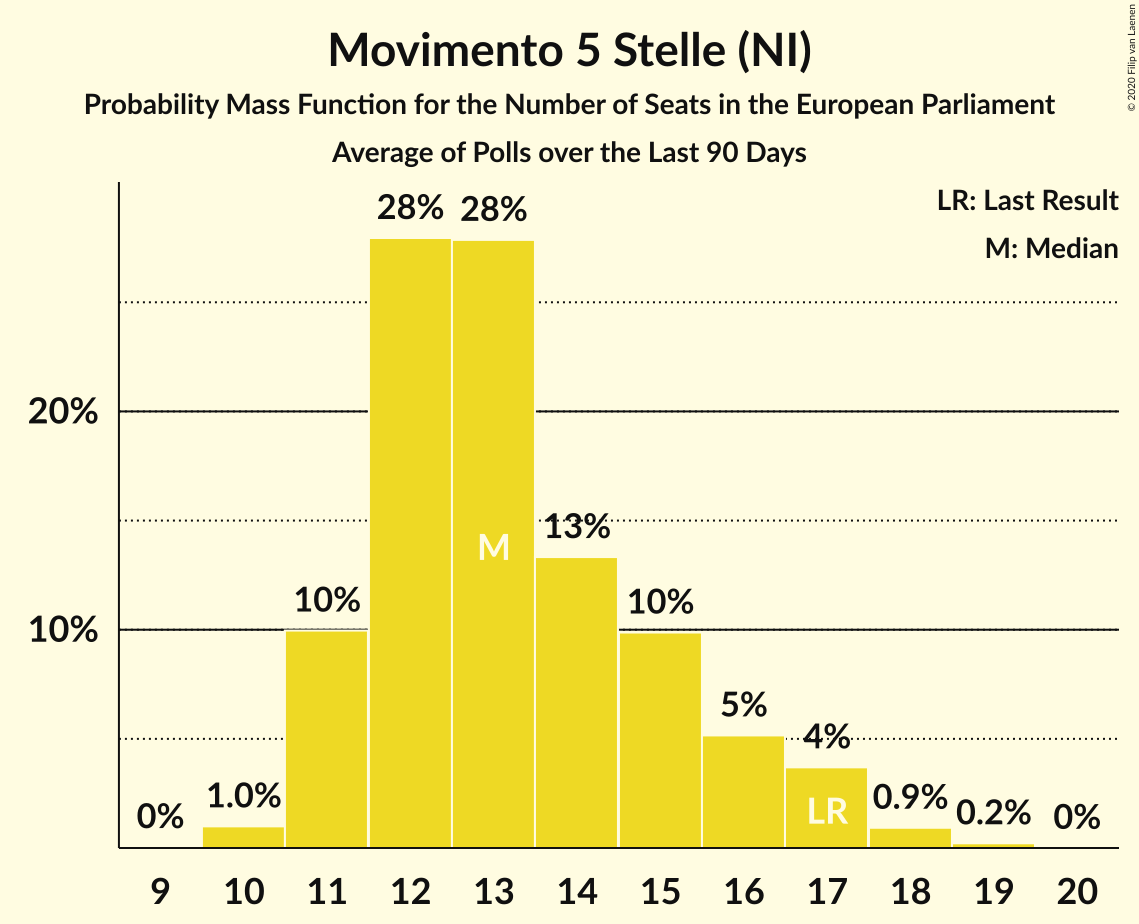 Movimento 5 Stelle (NI)
Probability Mass Function for the Number of Seats in the European Parliament
Average of Polls over the Last 90 Days
© 2020 Filip van Laenen
LR: Last Result
M: Median
28% 28%
20%
13%
M
10% 10%
10%
5%
4%
1.0% 0.9%
0% LR 0.2% 0%
9 10 11 12 13 14 15 16 17 18 19 20